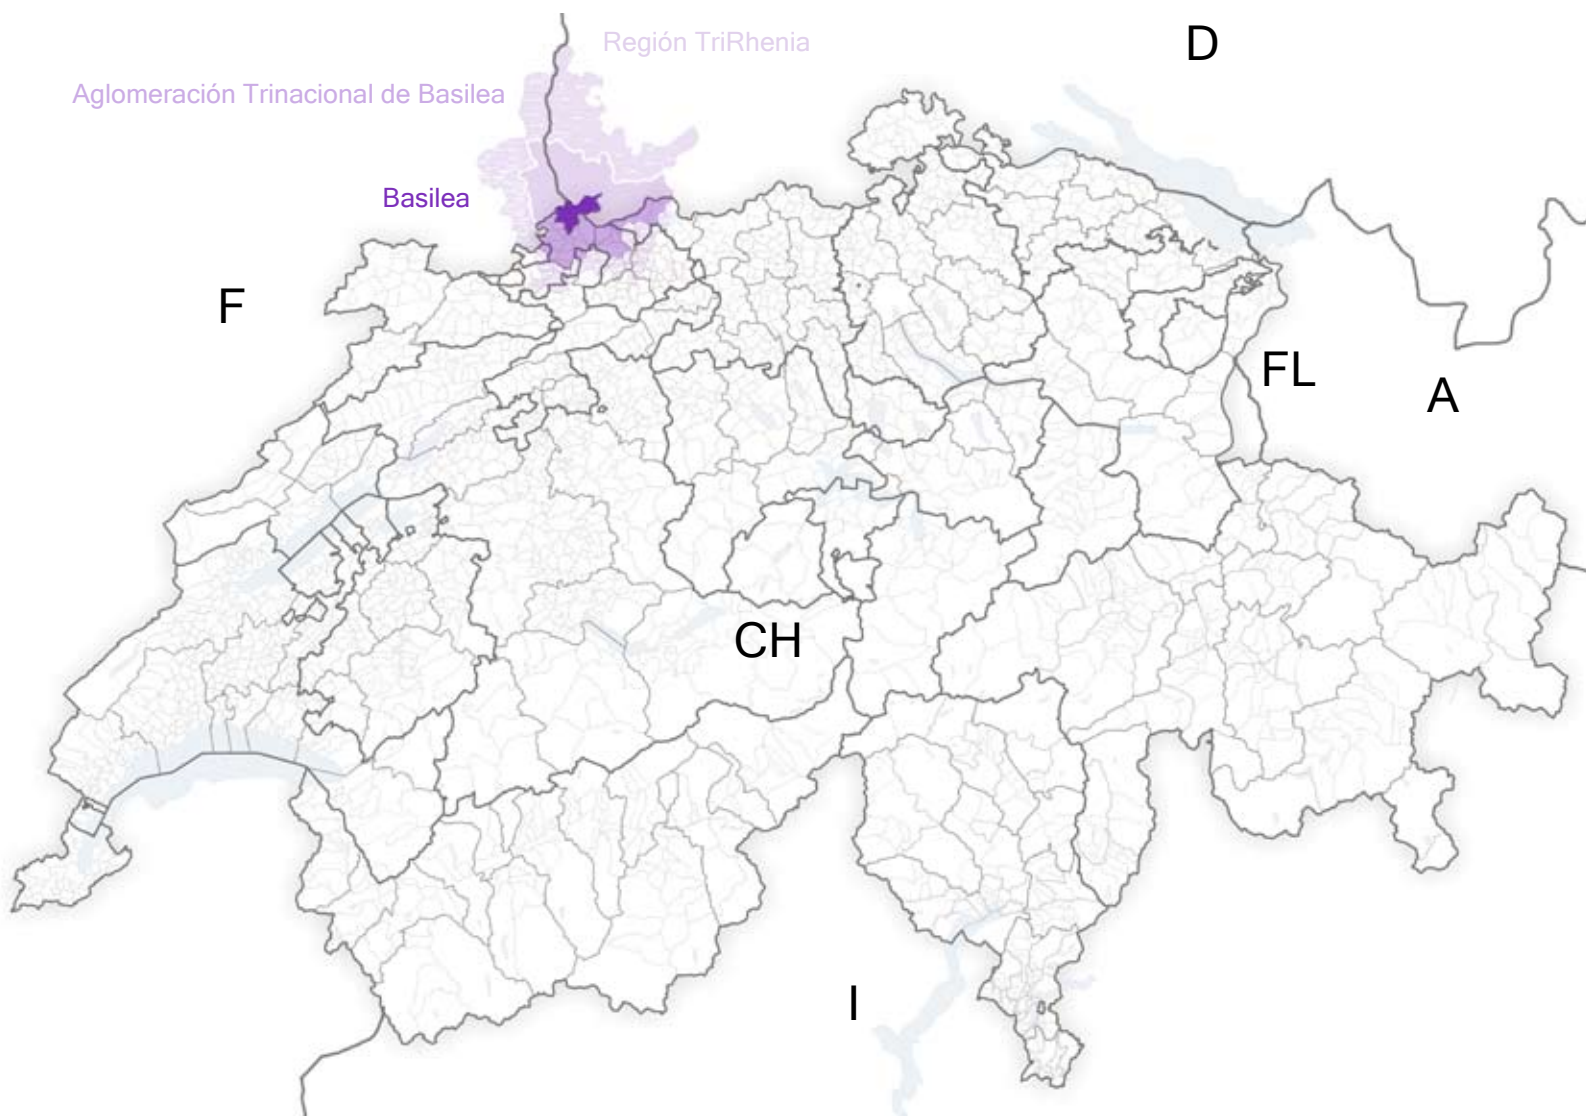 Región TriRhenia
D
Aglomeración Trinacional de Basilea
Basilea
F
FL
A
CH
I